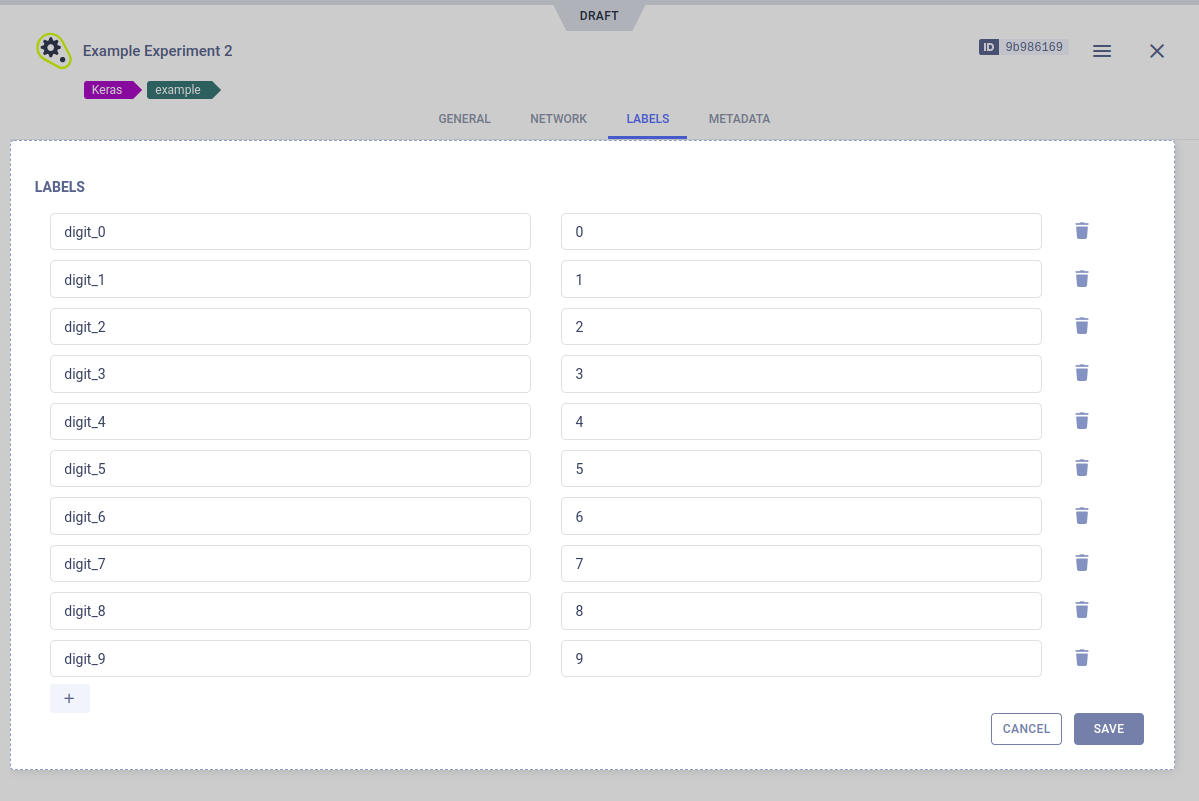 DRAFT
Example Experiment 2
ID 9b986169
Keras example
GENERAL NETWORK LABELS METADATA
LABELS
digit_0 0
digit_1 1
digit_2 2
digit_3 3
digit_4 4
digit_5 5
digit_6 6
digit_7 7
digit_8 8
digit_9 9
+
CANCEL SAVE